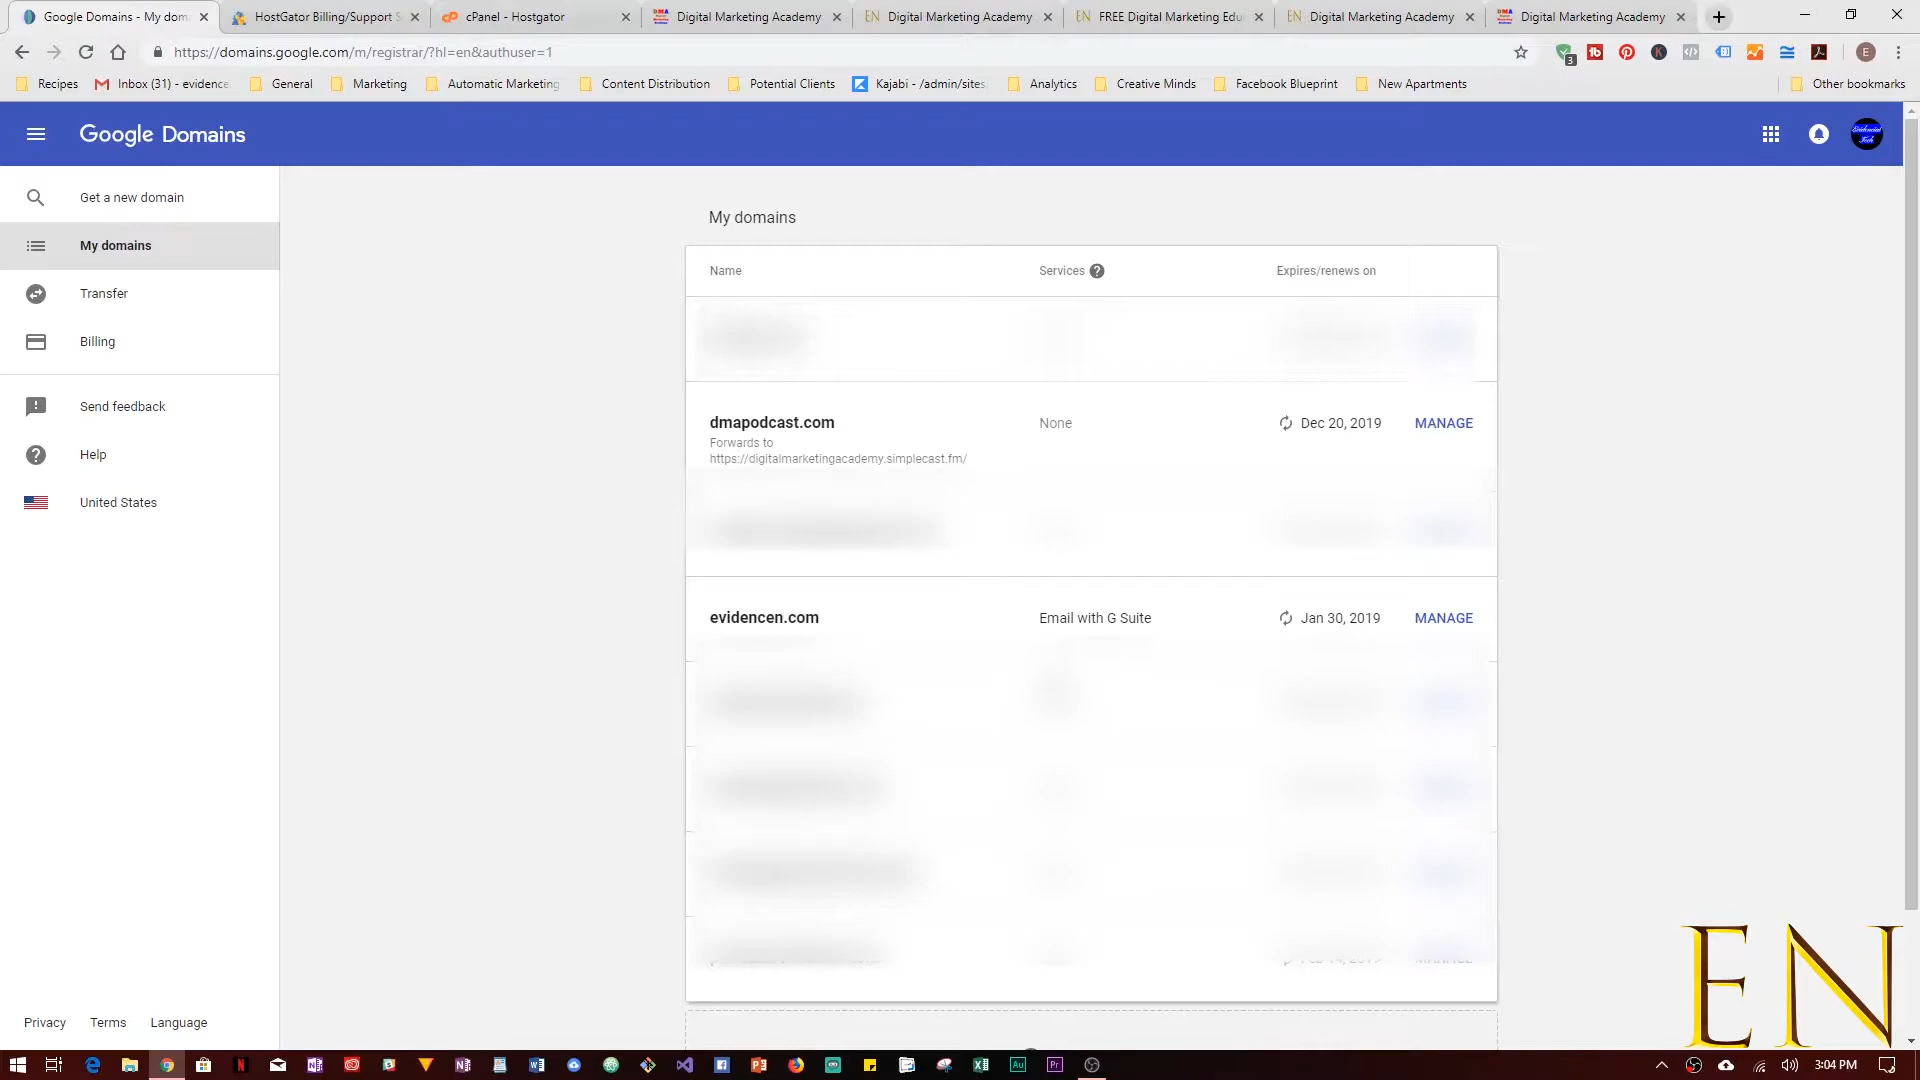 Google Domains - My dom
HostGator Billing/Support S
cPanel - Hostgator
Digital Marketing Academy
Digital Marketing Academy
FREE Digital Marketing Edu
Digital Marketing Academy
Digital Marketing Academy
https://domains.google.com/m/registrar/?hl=en&authuser=1
3
E
Recipes
Inbox (31) - evidence
General
Marketing
Automatic Marketing
Content Distribution
Potential Clients
Kajabi - /admin/sites
Analytics
Creative Minds
Facebook Blueprint
New Apartments
Other bookmarks
Google Domains
Get a new domain
My domains
Transfer
Billing
Send feedback
Help
United States
My domains
Name Services Expires/renews on
dmapodcast.com None Dec 20, 2019 MANAGE
Forwards to
https://digitalmarketingacademy.simplecast.fm/
evidencen.com Email with G Suite Jan 30, 2019 MANAGE
Privacy Terms Language
EN
3:04 PM